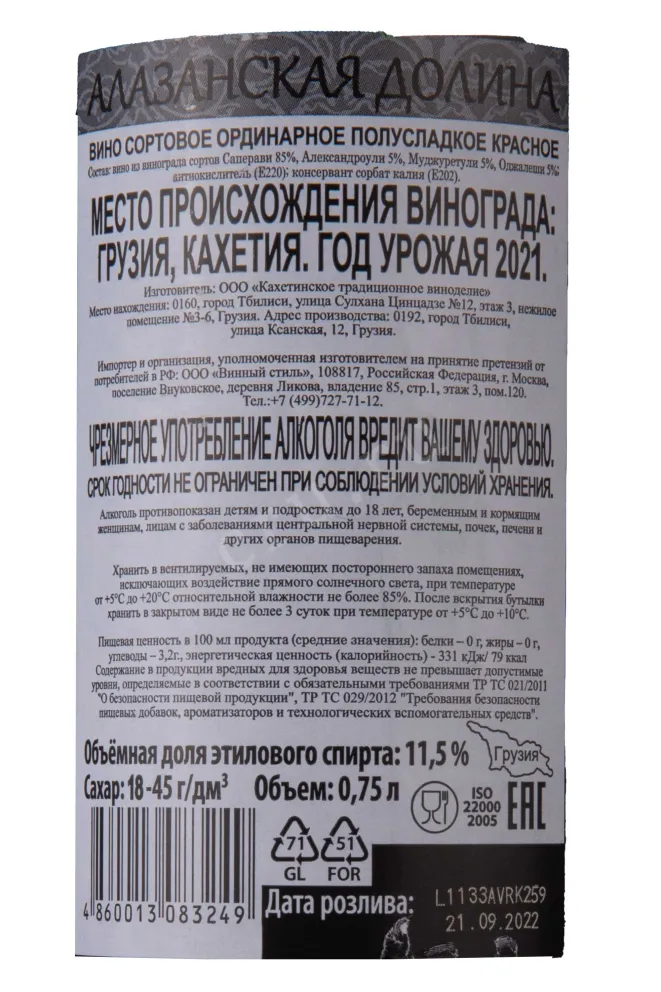 АЛАЗАНСКАЯ ДОЛИНА
ВИНО СОРТОВОЕ ОРДИНАРНОЕ ПОЛУСЛАДКОЕ КРАСНОЕ
Состав: вино из винограда сортов Саперави 85%, Александроули 5%, Муджуретули 5%, Оджалеши 5%;
антиокислитель (Е220); консервант сорбат калия (Е202).
МЕСТО ПРОИСХОЖДЕНИЯ ВИНОГРАДА:
ГРУЗИЯ, КАХЕТИЯ. ГОД УРОЖАЯ 2021.
Изготовитель: ООО «Кахетинское традиционное виноделие»
Место нахождения: 0160, город Тбилиси, улица Сулхана Цинцадзе №12, этаж 3, нежилое
помещение №3-6, Грузия. Адрес производства: 0192, город Тбилиси,
улица Ксанская, 12, Грузия.
Импортер и организация, уполномоченная изготовителем на принятие претензий от
потребителей в РФ: ООО «Винный стиль», 108817, Российская Федерация, г. Москва,
поселение Внуковское, деревня Ликова, владение 85, стр.1, этаж 3, пом.120.
Тел.:+7 (499)727-71-12.
ЧРЕЗМЕРНОЕ УПОТРЕБЛЕНИЕ АЛКОГОЛЯ ВРЕДИТ ВАШЕМУ ЗДОРОВЬЮ.
СРОК ГОДНОСТИ НЕ ОГРАНИЧЕН ПРИ СОБЛЮДЕНИИ УСЛОВИЙ ХРАНЕНИЯ.
Алкоголь противопоказан детям и подросткам до 18 лет, беременным и кормящим
женщинам, лицам с заболеваниями центральной нервной системы, почек, печени и
других органов пищеварения.
Хранить в вентилируемых, не имеющих постороннего запаха помещениях,
исключающих воздействие прямого солнечного света, при температуре
от +5°С до +20°С относительной влажности не более 85%. После вскрытия бутылки
хранить в закрытом виде не более 3 суток при температуре от +5°С до +10°С.
Пищевая ценность в 100 мл продукта (средние значения): белки – 0 г, жиры – 0 г,
углеводы – 3,2г., энергетическая ценность (калорийность) - 331 кДж/ 79 ккал
Содержание в продукции вредных для здоровья веществ не превышает допустимые
уровни, определяемые в соответствии с обязательными требованиями ТР ТС 021/2011
"О безопасности пищевой продукции", ТР ТС 029/2012 "Требования безопасности
пищевых добавок, ароматизаторов и технологических вспомогательных средств".
Объёмная доля этилового спирта: 11,5 %
Грузия
Сахар: 18-45 г/дм³ Объем: 0,75 л
ISO
22000
2005
ЕАС
71
GL
51
FOR
4 860013 083249
Дата розлива:
L1133AVRK259
21.09.2022